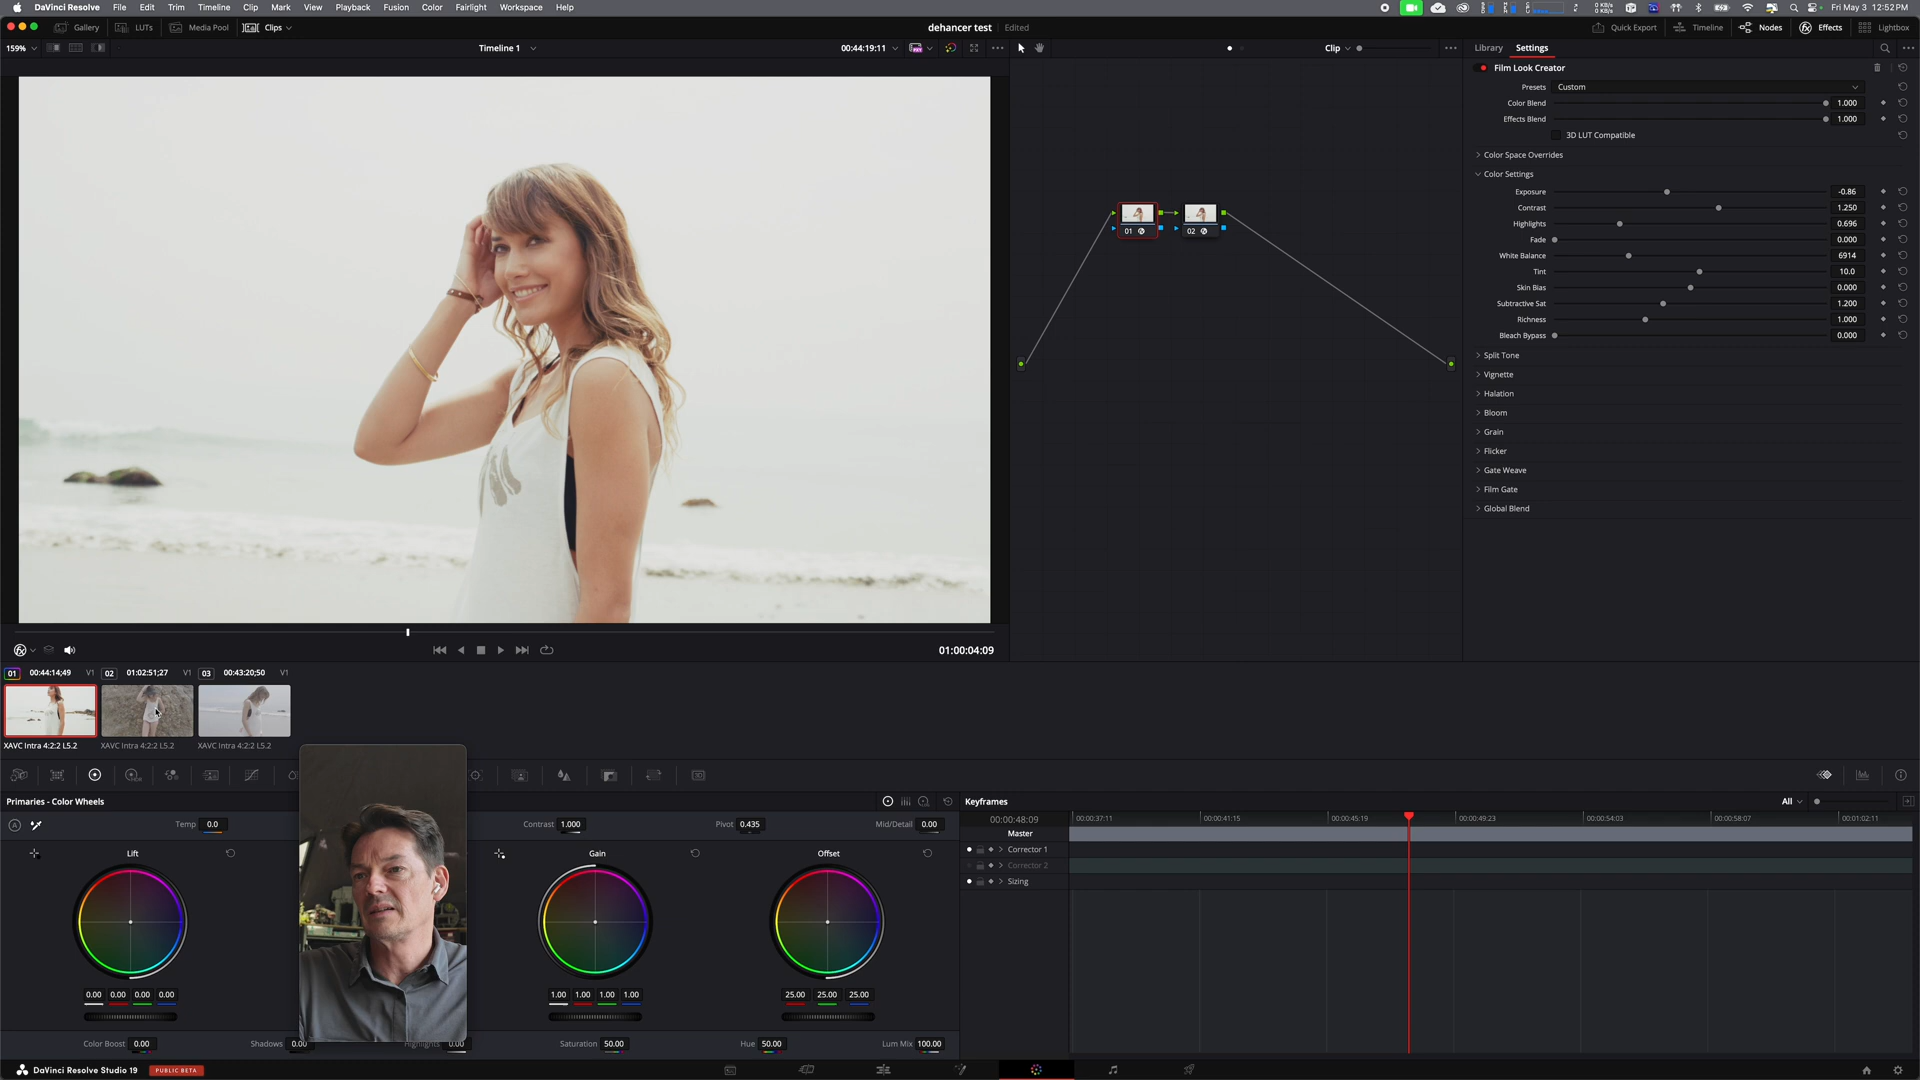 DaVinci Resolve File Edit Trim Timeline Clip Mark View Playback Fusion Color Fairlight Workspace Help
0 KB/s
0 KB/s
Fri May 3 12:52 PM
Gallery LUTs Media Pool Clips
dehancer test Edited
Quick Export Timeline Nodes Effects Lightbox
159% Timeline 1 00:44:19:11 Clip
Library Settings
Film Look Creator
Presets Custom
Color Blend 1.000
Effects Blend 1.000
3D LUT Compatible
Color Space Overrides
Color Settings
Exposure -0.86
Contrast 1.250
Highlights 0.696
Fade 0.000
White Balance 6914
Tint 10.0
Skin Bias 0.000
Subtractive Sat 1.200
Richness 1.000
Bleach Bypass 0.000
Split Tone
Vignette
Halation
Bloom
Grain
Flicker
Gate Weave
Film Gate
Global Blend
01 02
01:00:04:09
01 00:44:14;49 V1 02 01:02:51;27 V1 03 00:43:20;50 V1
XAVC Intra 4:2:2 L5.2 XAVC Intra 4:2:2 L5.2 XAVC Intra 4:2:2 L5.2
Primaries - Color Wheels
Temp 0.0 Contrast 1.000 Pivot 0.435 Mid/Detail 0.00
Lift Gain Offset
0.00 0.00 0.00 0.00 1.00 1.00 1.00 1.00 25.00 25.00 25.00
Color Boost 0.00 Shadows 0.00 Highlights 0.00 Saturation 50.00 Hue 50.00 Lum Mix 100.00
Keyframes All
00:00:48:09 00:00:37:11 00:00:41:15 00:00:45:19 00:00:49:23 00:00:54:03 00:00:58:07 00:01:02:11
Master
Corrector 1
Corrector 2
Sizing
DaVinci Resolve Studio 19 PUBLIC BETA